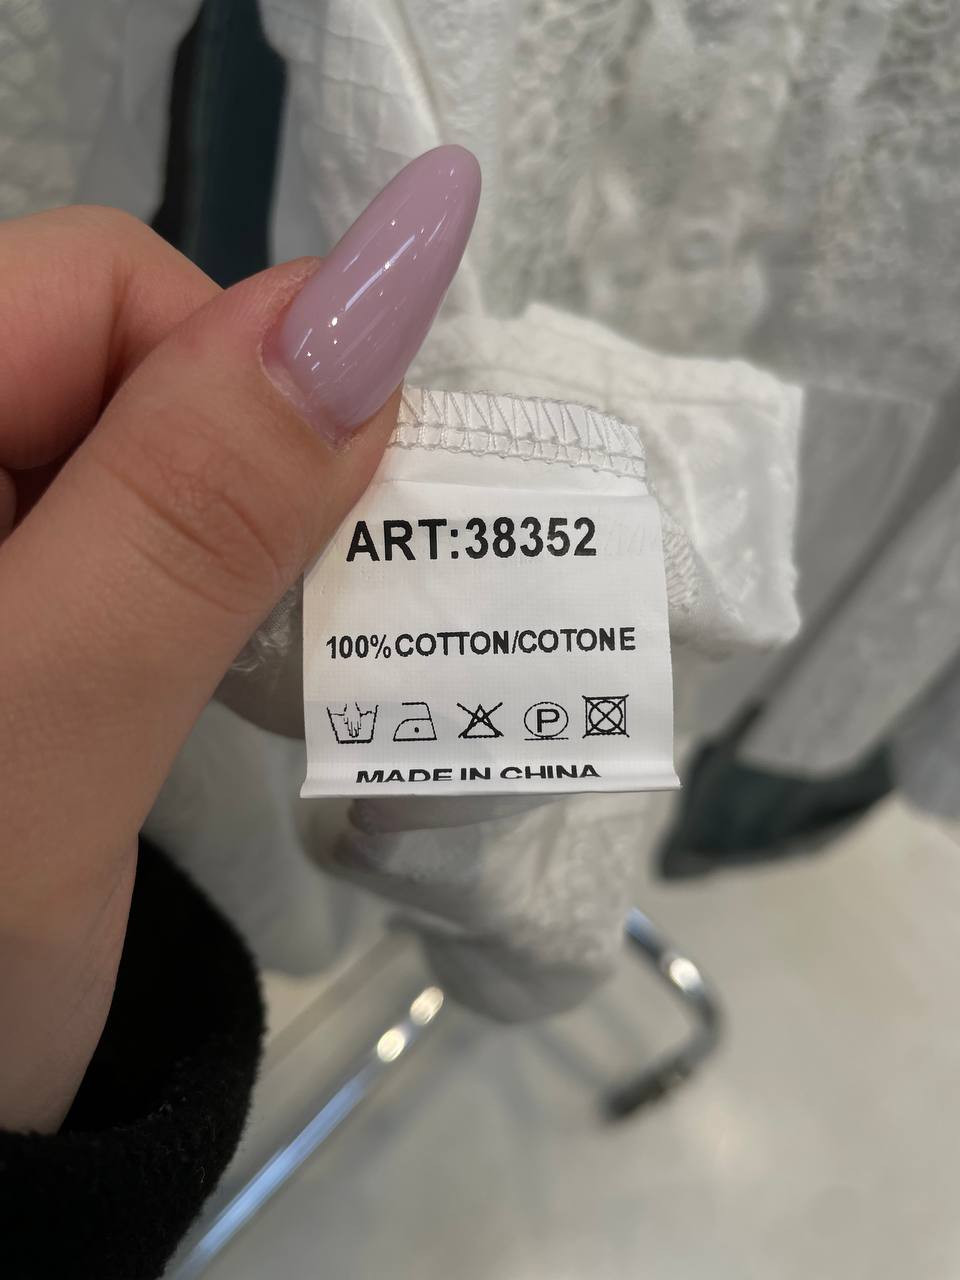 ART:38352
100%COTTON/COTONE
P
MADE IN CHINA